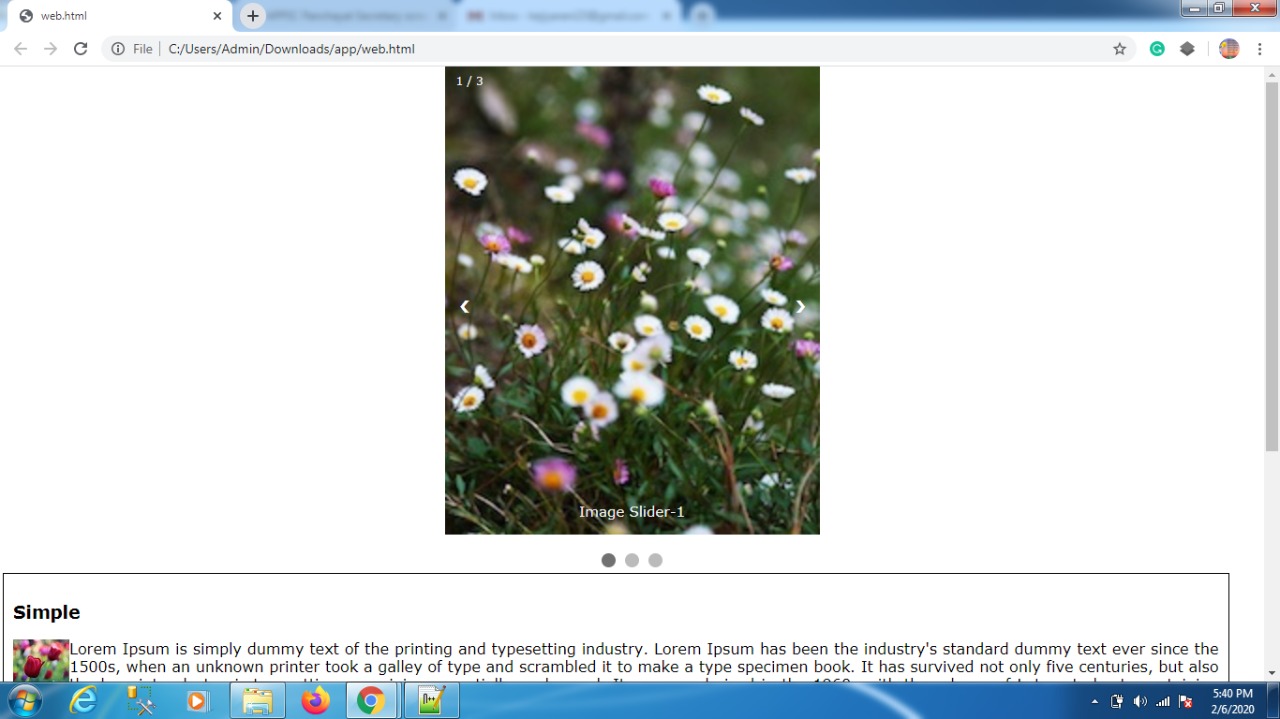 web.html
File
C:/Users/Admin/Downloads/app/web.html
1 / 3
❮
❯
Image Slider-1
Simple
Lorem Ipsum is simply dummy text of the printing and typesetting industry. Lorem Ipsum has been the industry's standard dummy text ever since the
1500s, when an unknown printer took a galley of type and scrambled it to make a type specimen book. It has survived not only five centuries, but also
5:40 PM
2/6/2020